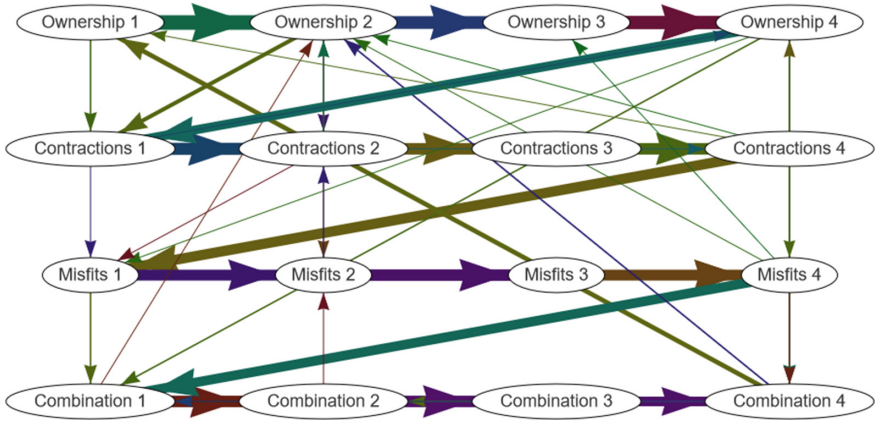 Ownership 1 Ownership 2 Ownership 3 Ownership 4
Contractions 1 Contractions 2 Contractions 3 Contractions 4
Misfits 1 Misfits 2 Misfits 3 Misfits 4
Combination 1 Combination 2 Combination 3 Combination 4